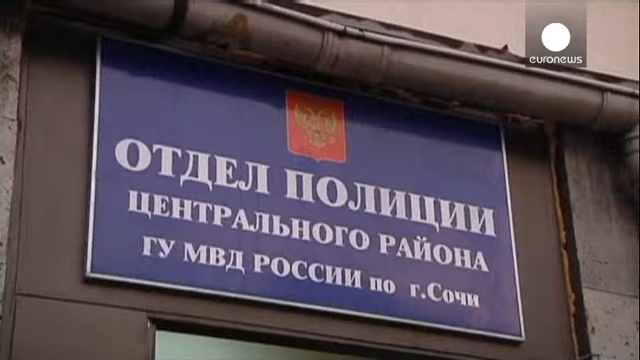 euronews
ОТДЕЛ ПОЛИЦИИ
ЦЕНТРАЛЬНОГО РАЙОНА
ГУ МВД РОССИИ по г.Сочи